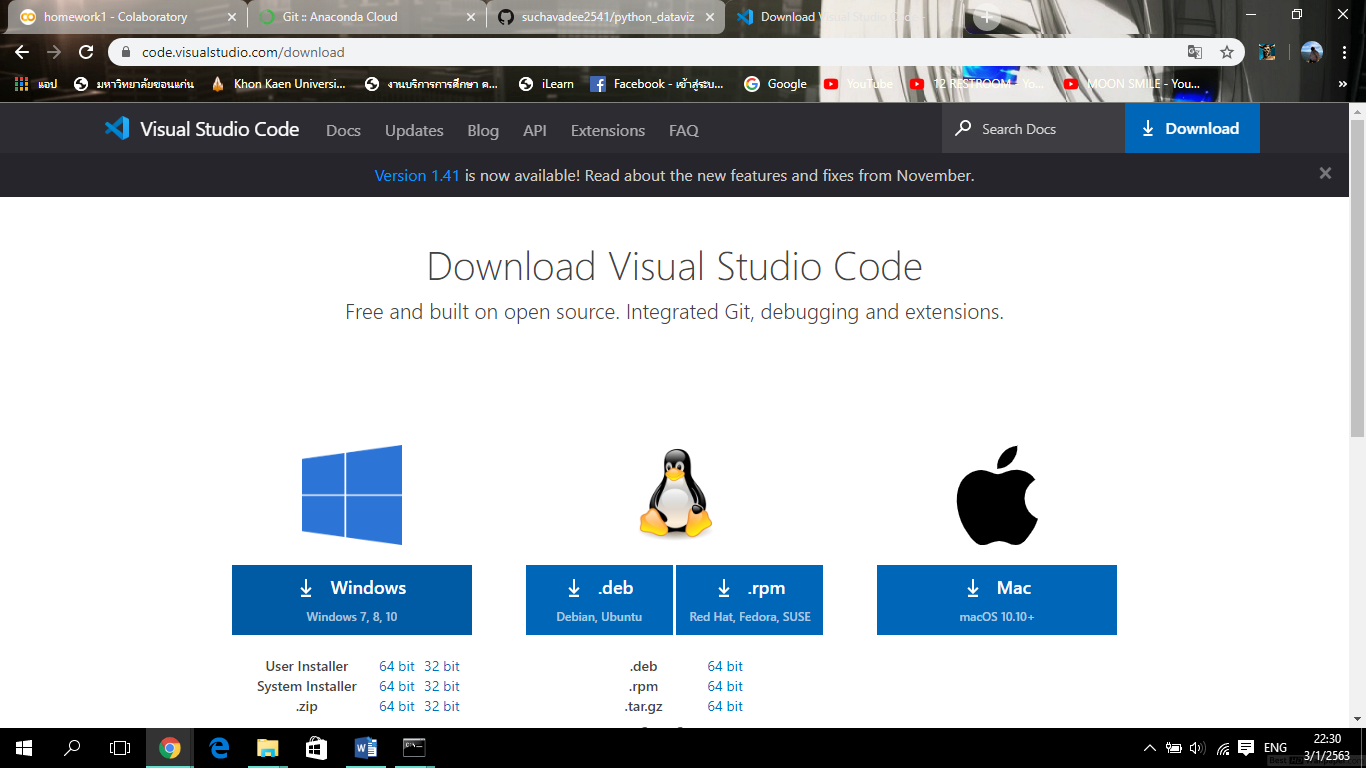 homework1 - Colaboratory
Git :: Anaconda Cloud
suchavadee2541/python_dataviz
Download Visual Studio Code -
code.visualstudio.com/download
แอป
มหาวิทยาลัยขอนแก่น
Khon Kaen Universi...
งานบริการการศึกษา ค...
iLearn
Facebook - เข้าสู่ระบ...
Google
YouTube
12 RESTROOM - Yo...
MOON SMILE - You...
Visual Studio Code
Docs
Updates
Blog
API
Extensions
FAQ
Search Docs
Download
Version 1.41 is now available! Read about the new features and fixes from November.
Download Visual Studio Code
Free and built on open source. Integrated Git, debugging and extensions.
Windows
Windows 7, 8, 10
.deb
Debian, Ubuntu
.rpm
Red Hat, Fedora, SUSE
Mac
macOS 10.10+
User Installer 64 bit 32 bit
System Installer 64 bit 32 bit
.zip 64 bit 32 bit
.deb 64 bit
.rpm 64 bit
.tar.gz 64 bit
ENG
22:30
3/1/2563